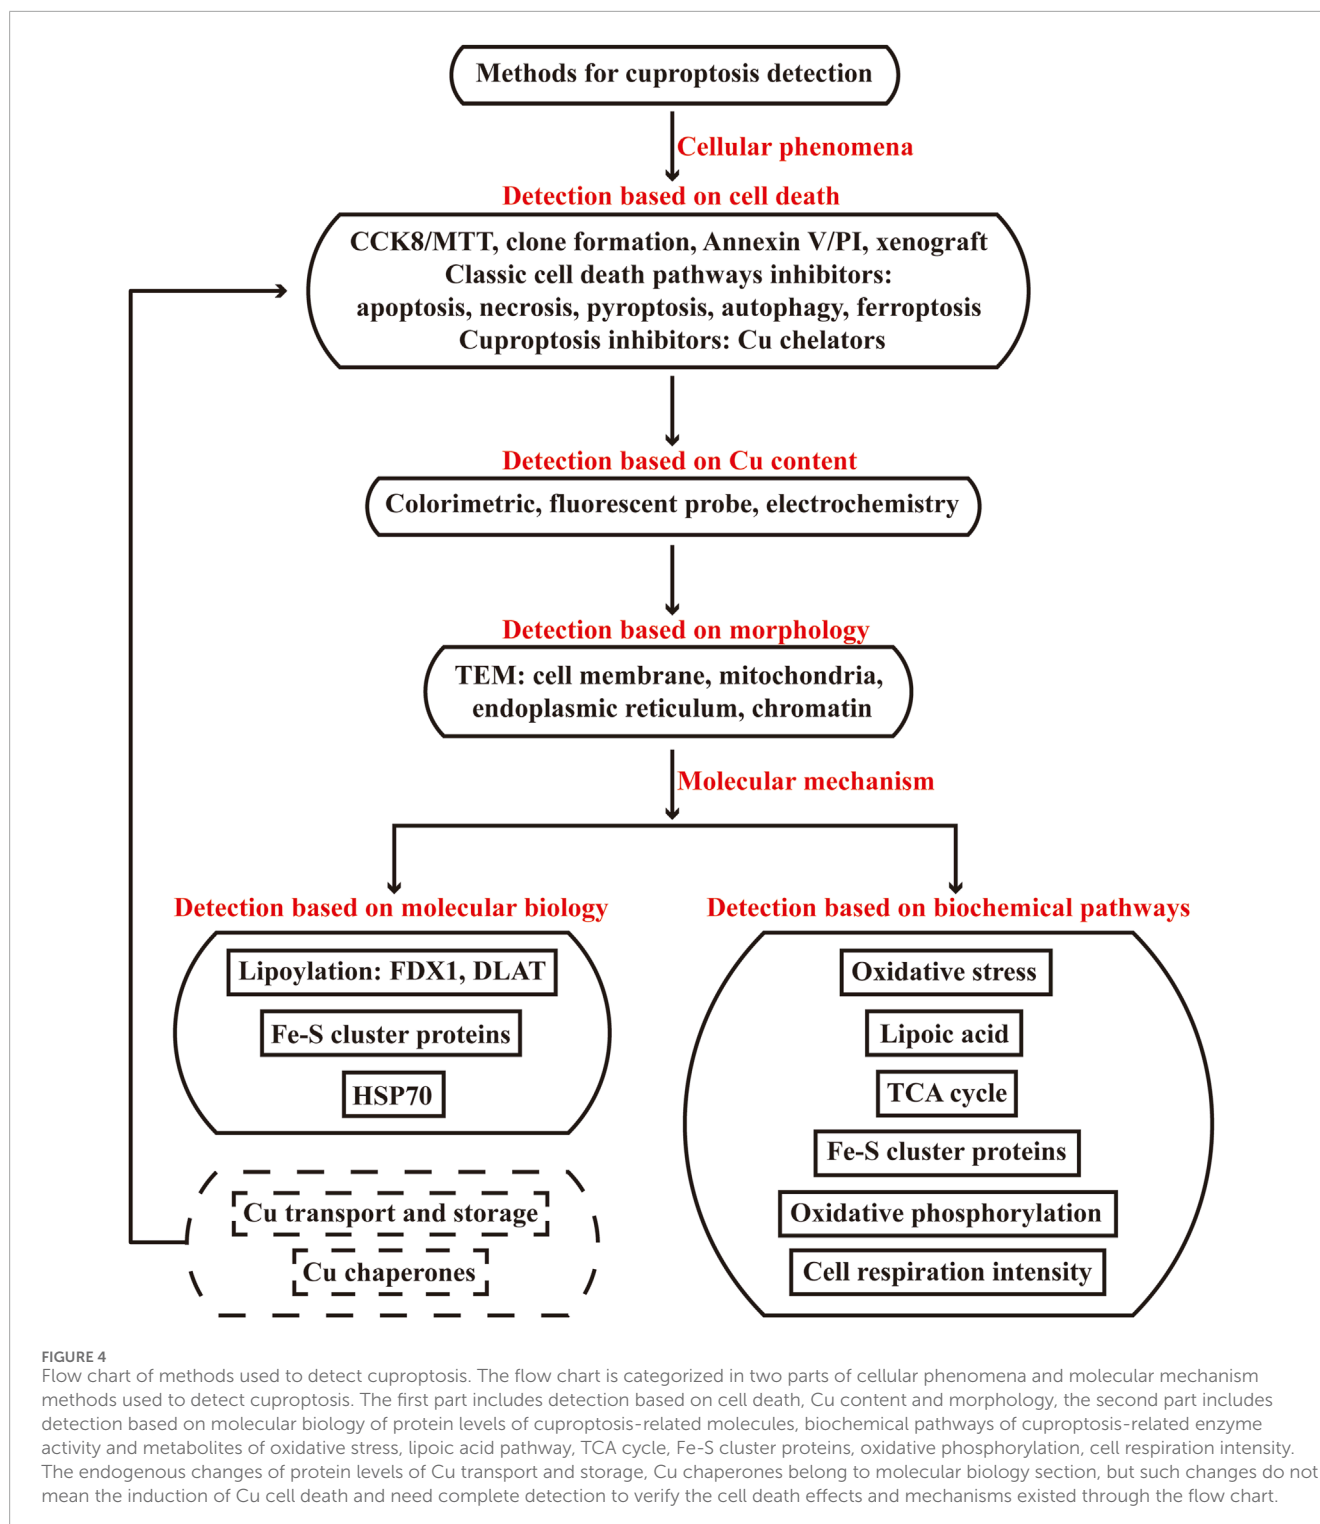 Methods for cuproptosis detection
Cellular phenomena
Detection based on cell death
CCK8/MTT, clone formation, Annexin V/PI, xenograft
Classic cell death pathways inhibitors:
apoptosis, necrosis, pyroptosis, autophagy, ferroptosis
Cuproptosis inhibitors: Cu chelators
Detection based on Cu content
Colorimetric, fluorescent probe, electrochemistry
Detection based on morphology
TEM: cell membrane, mitochondria,
endoplasmic reticulum, chromatin
Molecular mechanism
Detection based on molecular biology
Lipoylation: FDX1, DLAT
Fe-S cluster proteins
HSP70
Cu transport and storage
Cu chaperones
Detection based on biochemical pathways
Oxidative stress
Lipoic acid
TCA cycle
Fe-S cluster proteins
Oxidative phosphorylation
Cell respiration intensity
FIGURE 4
Flow chart of methods used to detect cuproptosis. The flow chart is categorized in two parts of cellular phenomena and molecular mechanism
methods used to detect cuproptosis. The first part includes detection based on cell death, Cu content and morphology, the second part includes
detection based on molecular biology of protein levels of cuproptosis-related molecules, biochemical pathways of cuproptosis-related enzyme
activity and metabolites of oxidative stress, lipoic acid pathway, TCA cycle, Fe-S cluster proteins, oxidative phosphorylation, cell respiration intensity.
The endogenous changes of protein levels of Cu transport and storage, Cu chaperones belong to molecular biology section, but such changes do not
mean the induction of Cu cell death and need complete detection to verify the cell death effects and mechanisms existed through the flow chart.